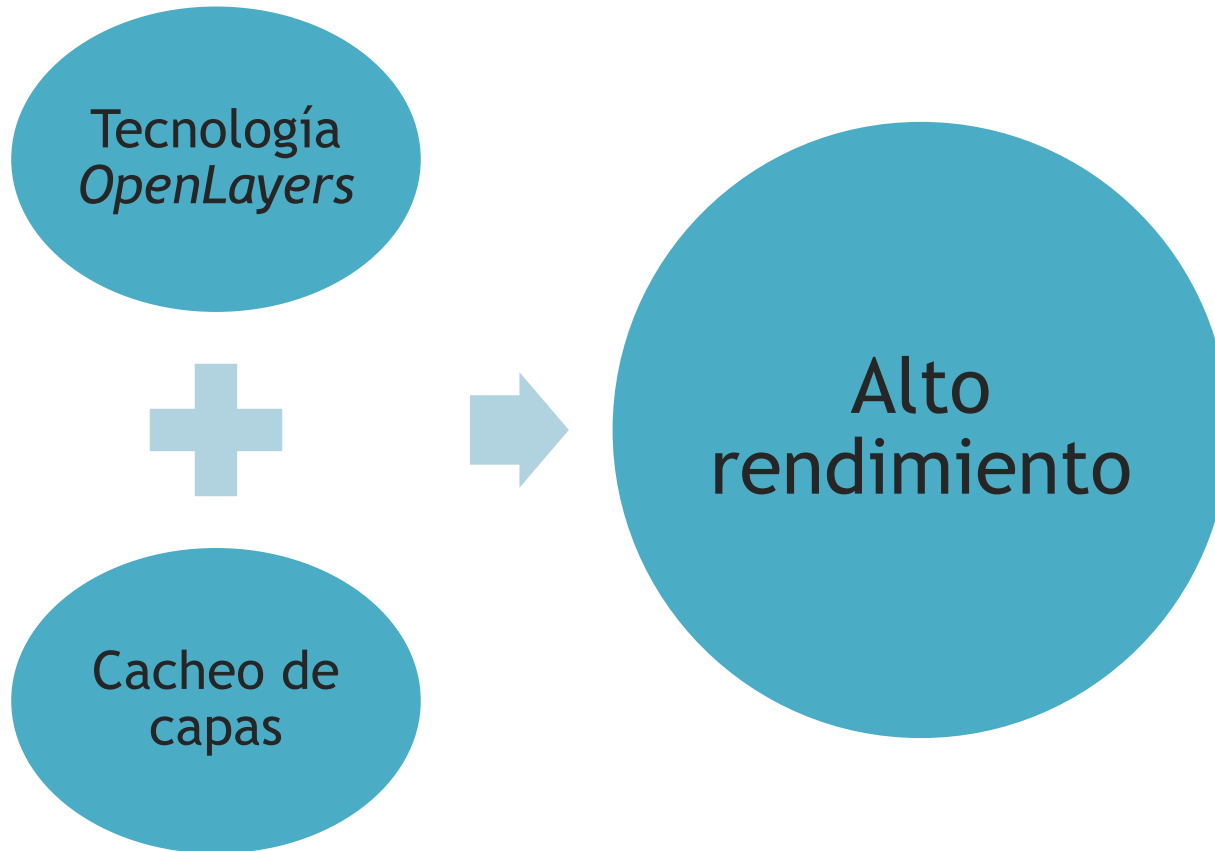 Tecnología
OpenLayers
Cacheo de
capas
Alto
rendimiento